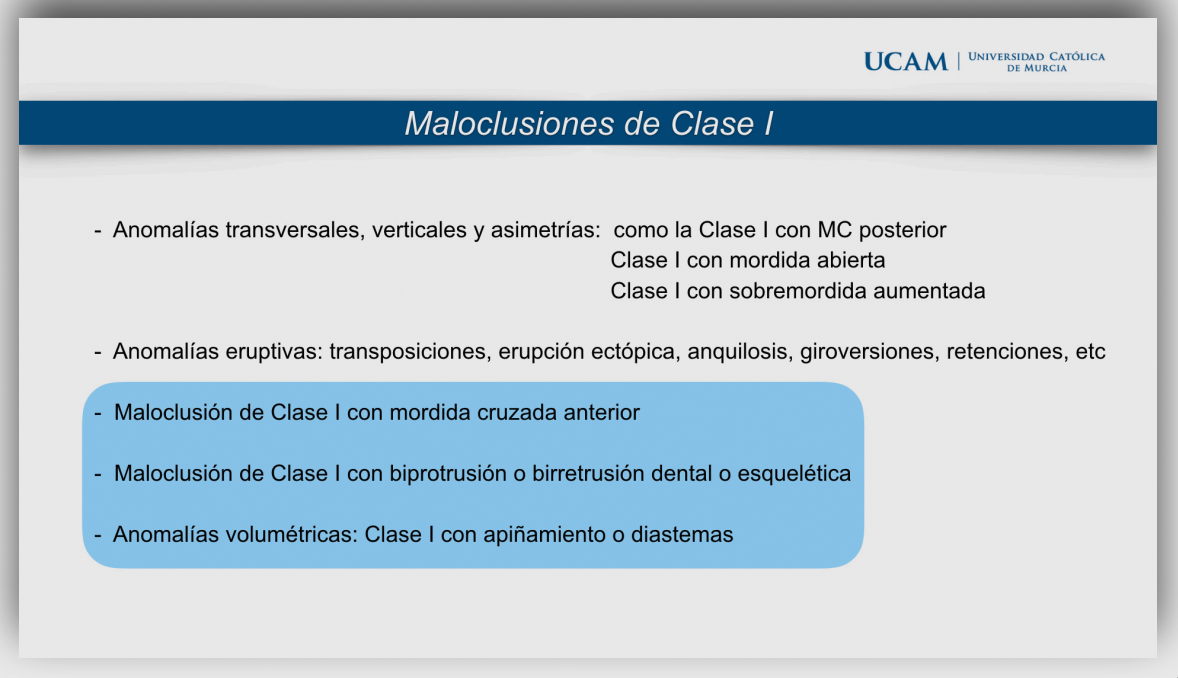 UCAM | UNIVERSIDAD CATÓLICA
DE MURCIA
Maloclusiones de Clase I
- Anomalías transversales, verticales y asimetrías: como la Clase I con MC posterior
Clase I con mordida abierta
Clase I con sobremordida aumentada
- Anomalías eruptivas: transposiciones, erupción ectópica, anquilosis, giroversiones, retenciones, etc
- Maloclusión de Clase I con mordida cruzada anterior
- Maloclusión de Clase I con biprotrusión o birretrusión dental o esquelética
- Anomalías volumétricas: Clase I con apiñamiento o diastemas